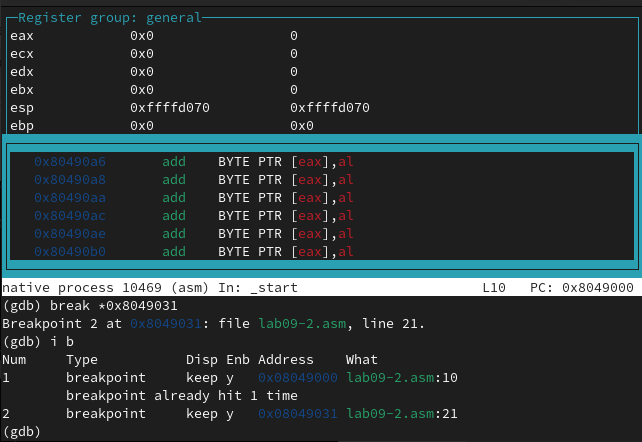 Register group: general
eax 0x0 0
ecx 0x0 0
edx 0x0 0
ebx 0x0 0
esp 0xffffd070 0xffffd070
ebp 0x0 0x0
0x80490a6 add BYTE PTR [eax],al
0x80490a8 add BYTE PTR [eax],al
0x80490aa add BYTE PTR [eax],al
0x80490ac add BYTE PTR [eax],al
0x80490ae add BYTE PTR [eax],al
0x80490b0 add BYTE PTR [eax],al
native process 10469 (asm) In: _start L10 PC: 0x8049000
(gdb) break *0x8049031
Breakpoint 2 at 0x8049031: file lab09-2.asm, line 21.
(gdb) i b
Num Type Disp Enb Address What
1 breakpoint keep y 0x08049000 lab09-2.asm:10
breakpoint already hit 1 time
2 breakpoint keep y 0x08049031 lab09-2.asm:21
(gdb)